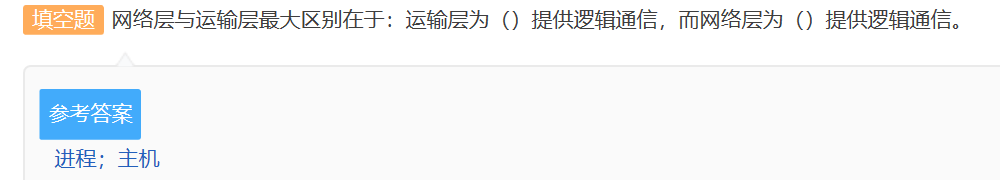 填空题 网络层与运输层最大区别在于：运输层为（）提供逻辑通信，而网络层为（）提供逻辑通信。
参考答案
进程；主机